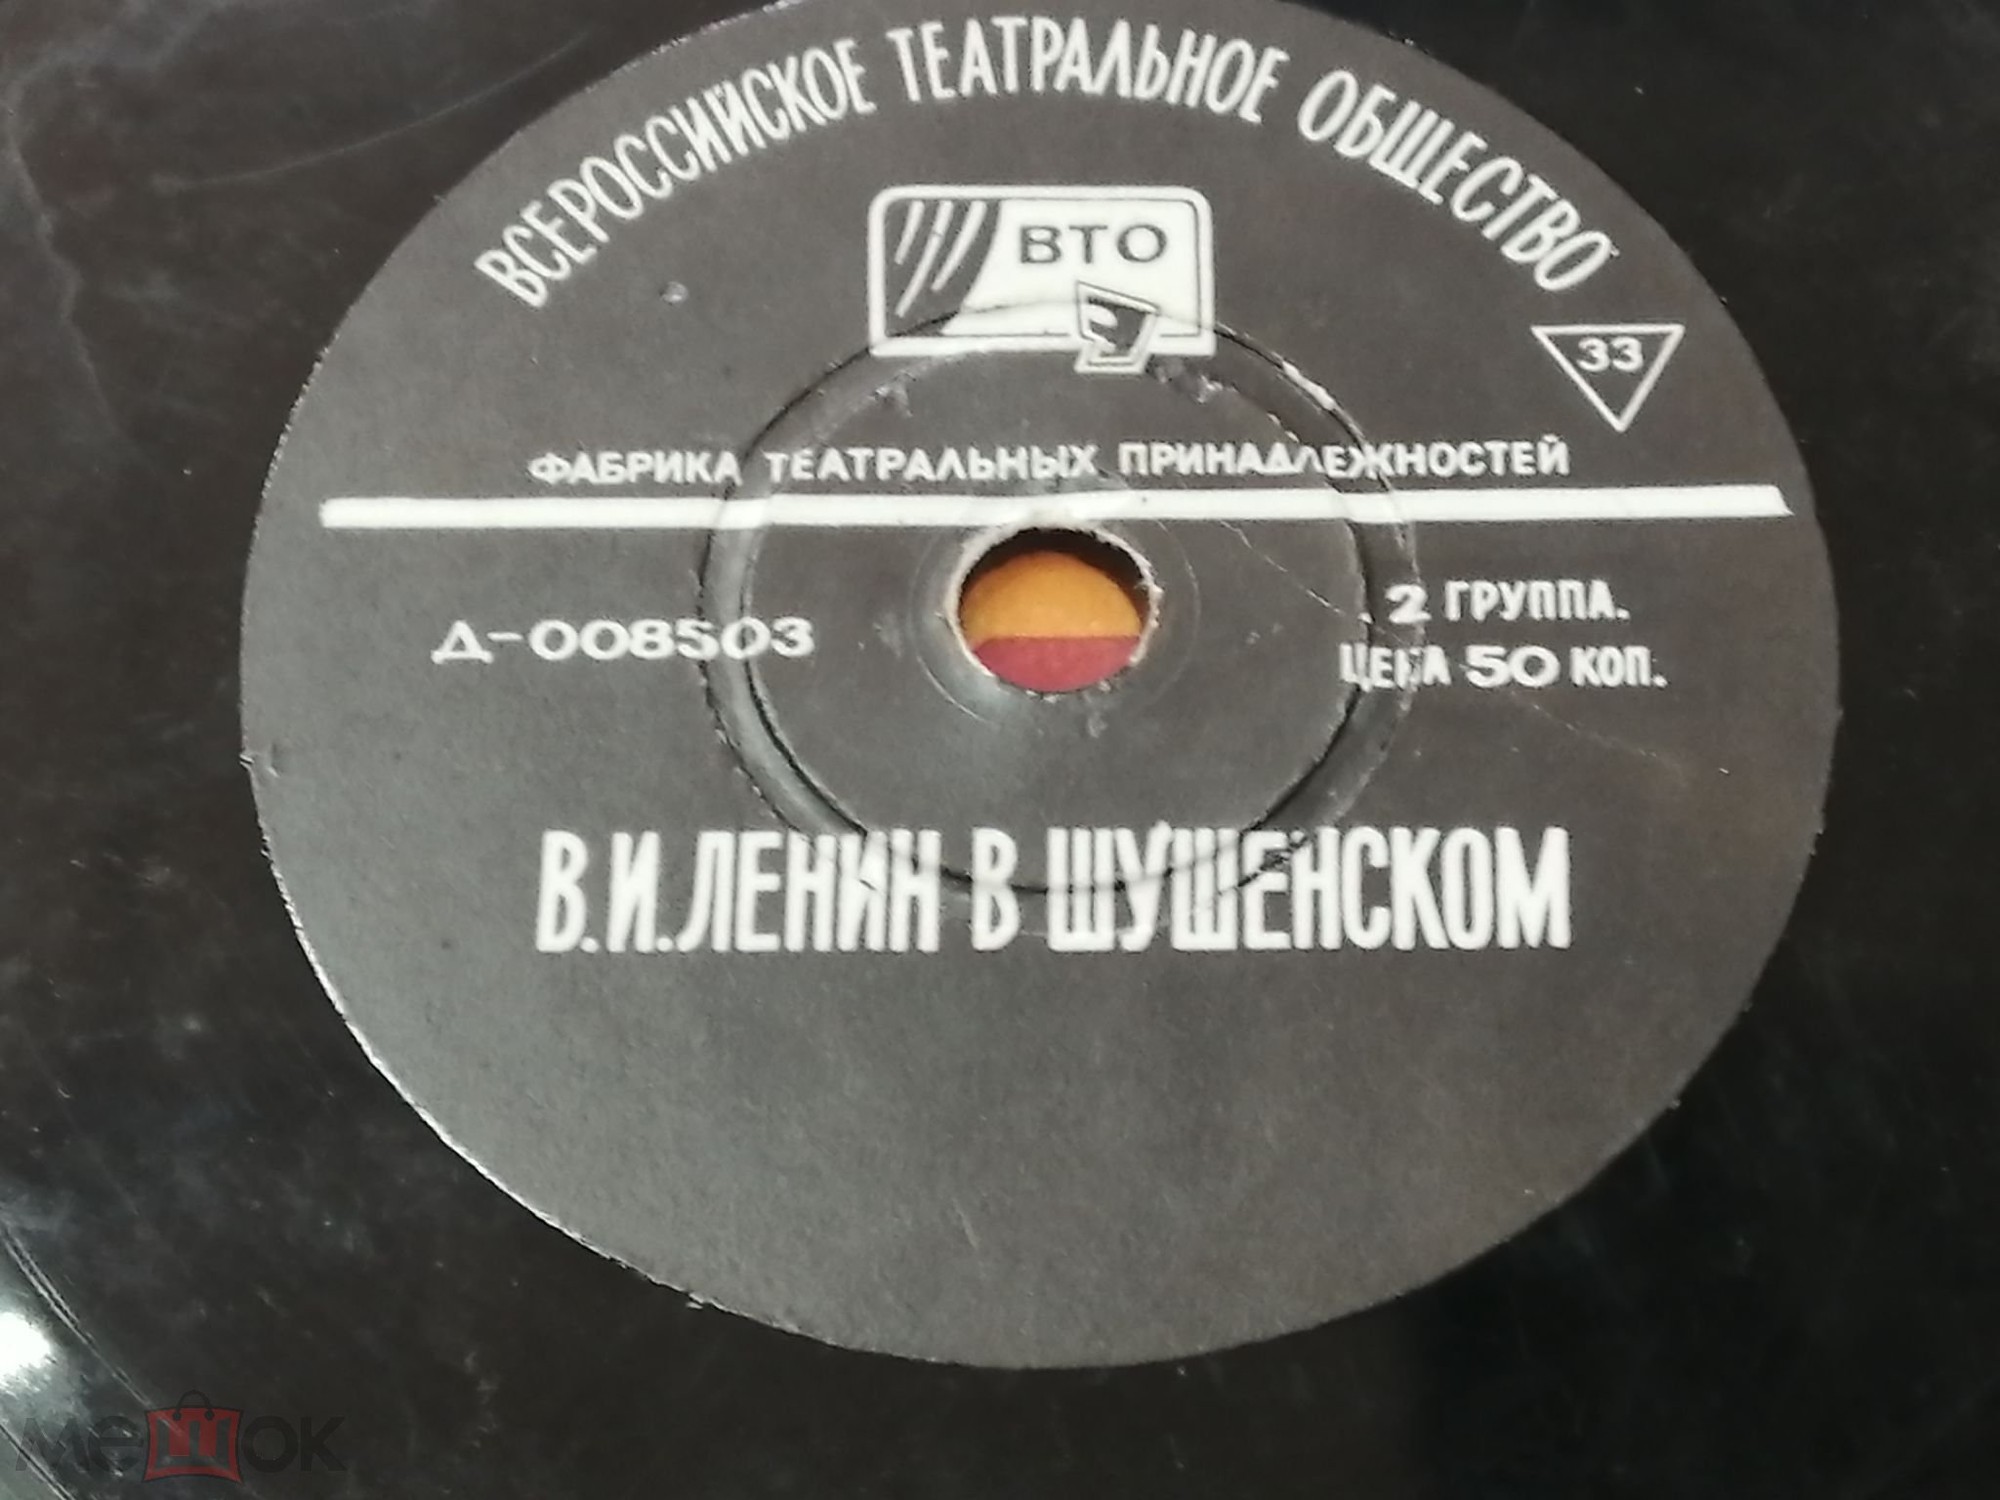 ВСЕРОССИЙСКОЕ ТЕАТРАЛЬНОЕ ОБЩЕСТВО
ВТО
33
ФАБРИКА ТЕАТРАЛЬНЫХ ПРИНАДЛЕЖНОСТЕЙ
Д-008503
2 ГРУППА.
ЦЕНА 50 КОП.
В.И.ЛЕНИН В ШУШЕНСКОМ
мешок